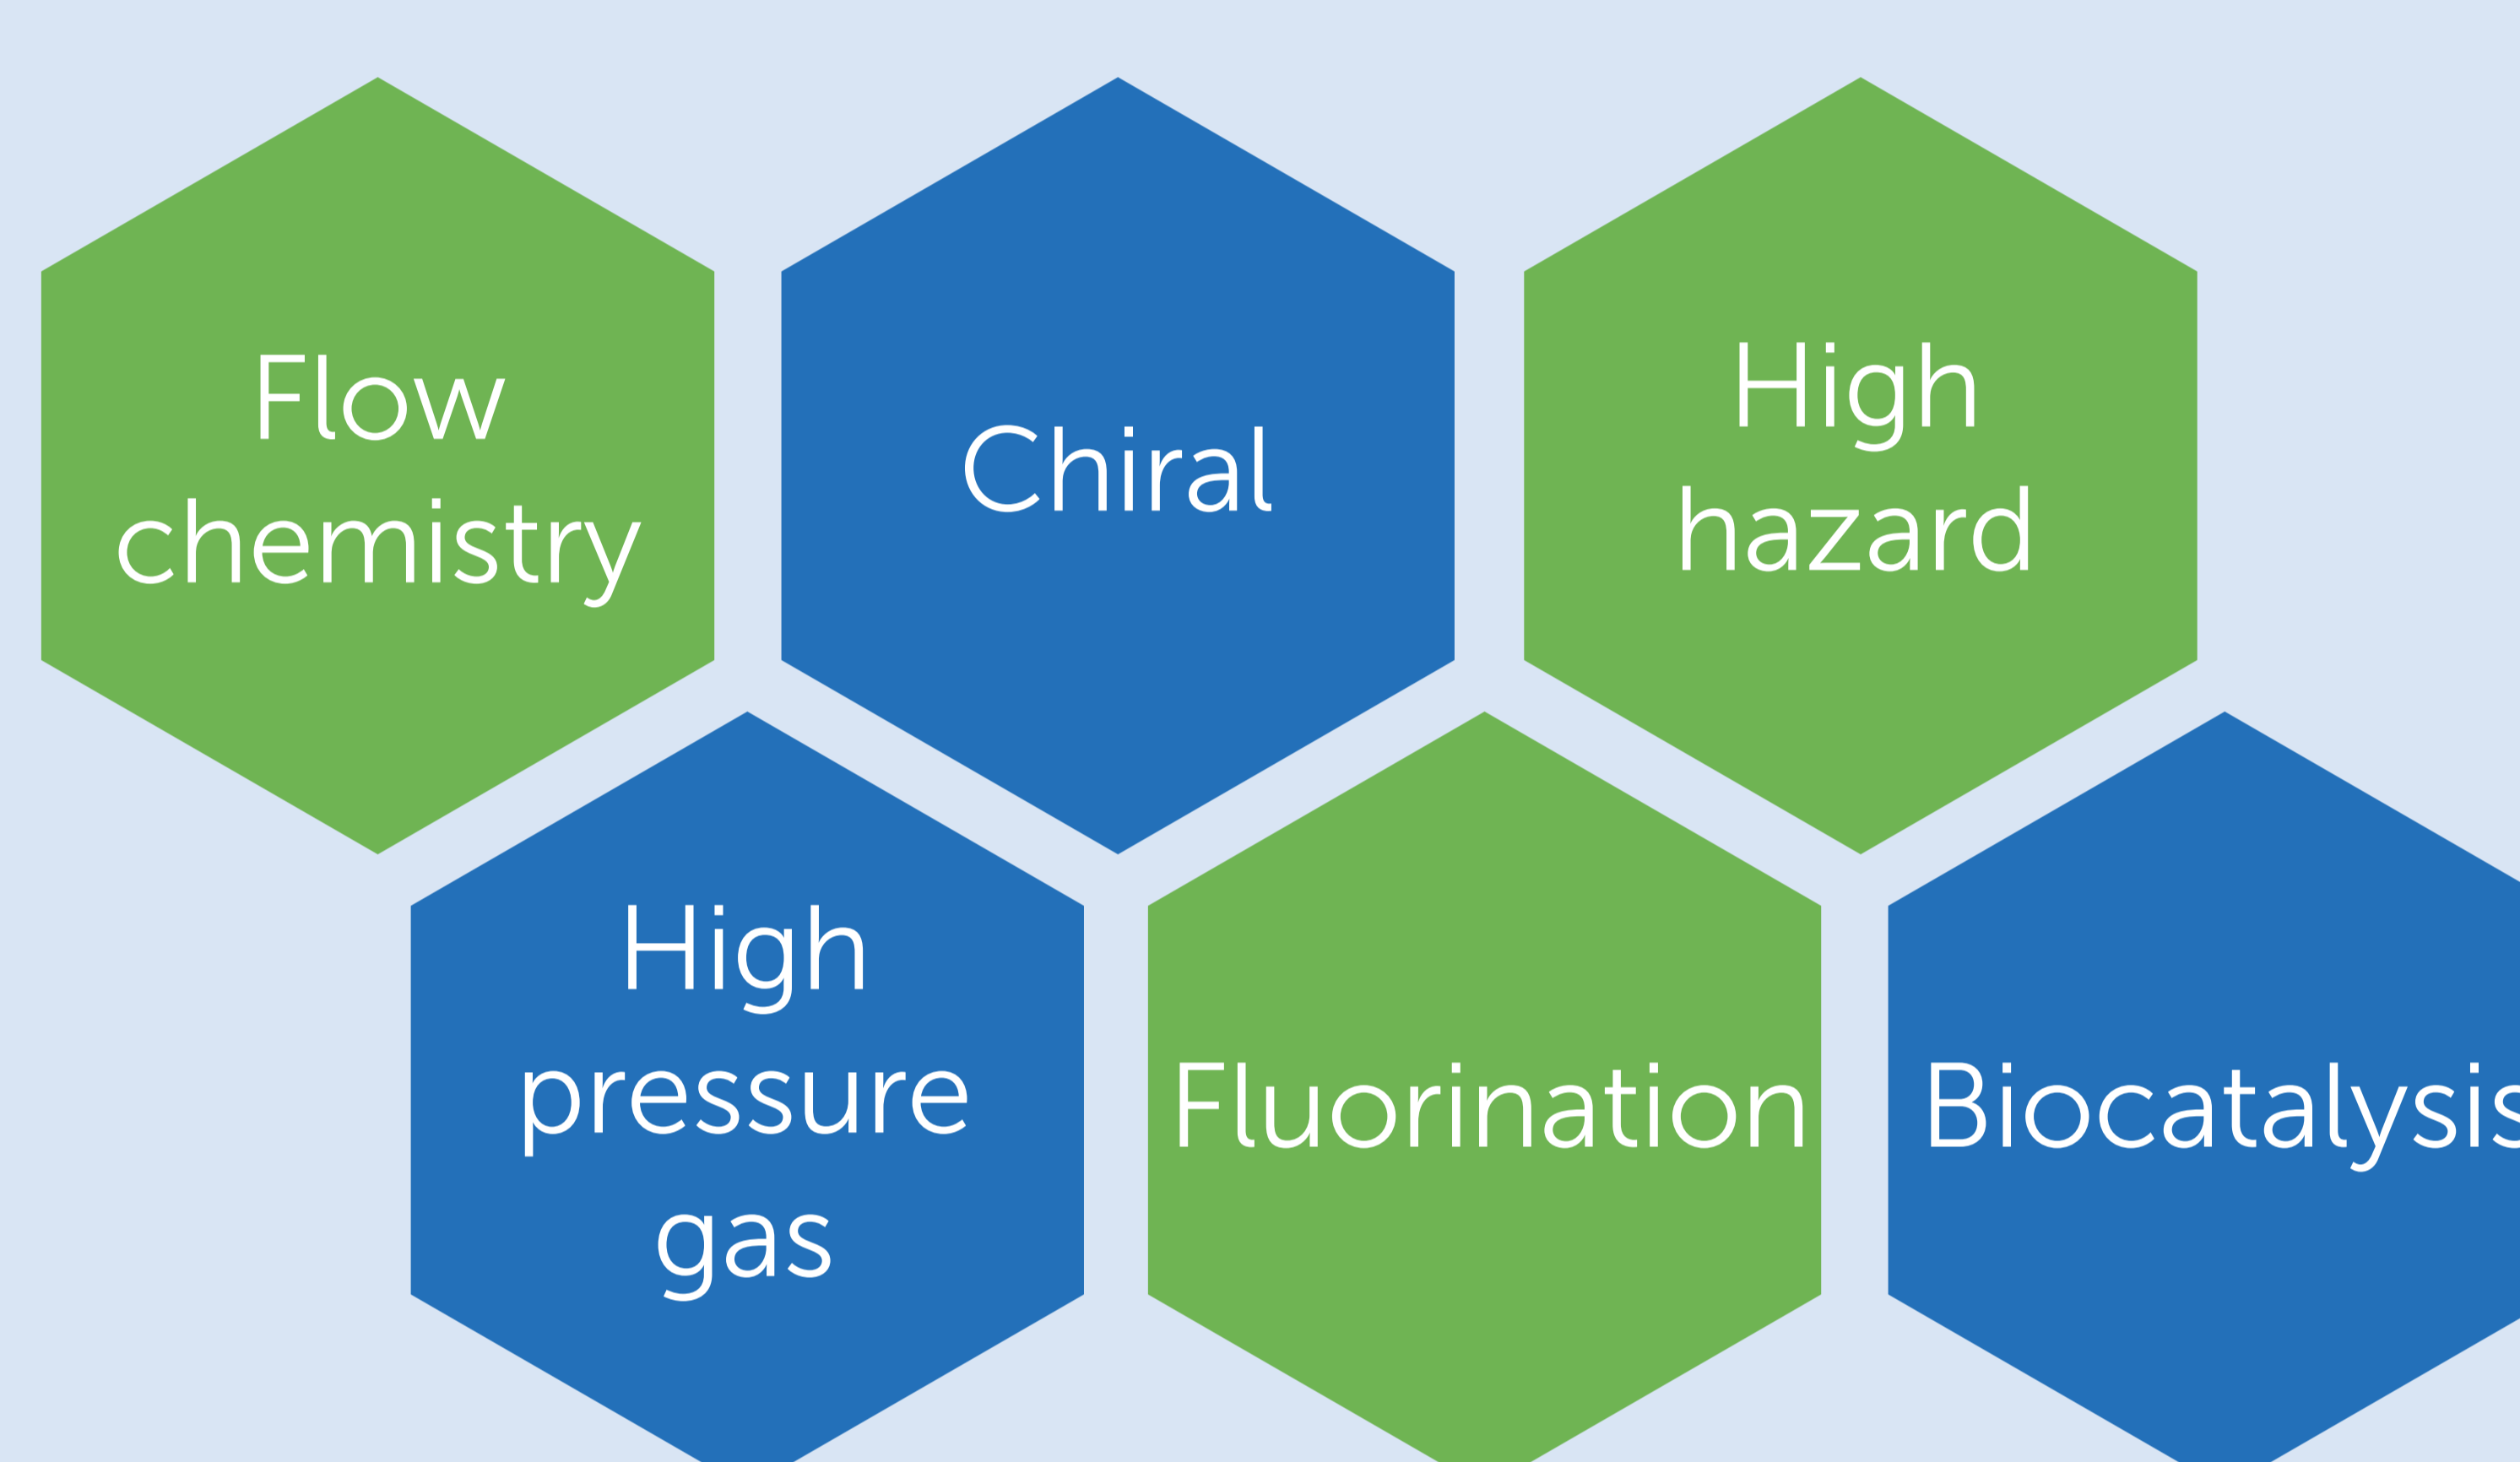 Flow
chemistry
Chiral
High
hazard
High
pressure
gas
Fluorination
Biocatalysis